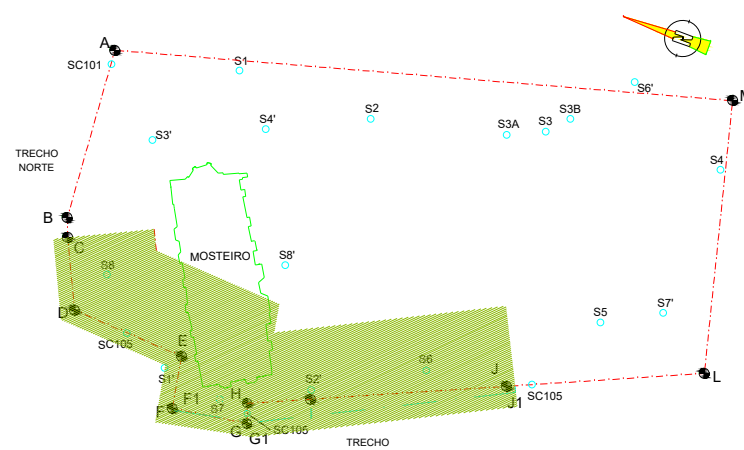 A
SC101
S1
N
S6'
M
S3'
S4'
S2
S3A
S3
S3B
TRECHO
NORTE
S4
B
C
MOSTEIRO
S8'
S8
D
SC105
E
S5
S7'
S1'
S2'
S6
J
SC105
L
F
F1
S7
H
I
J1
G
G1
SC105
TRECHO